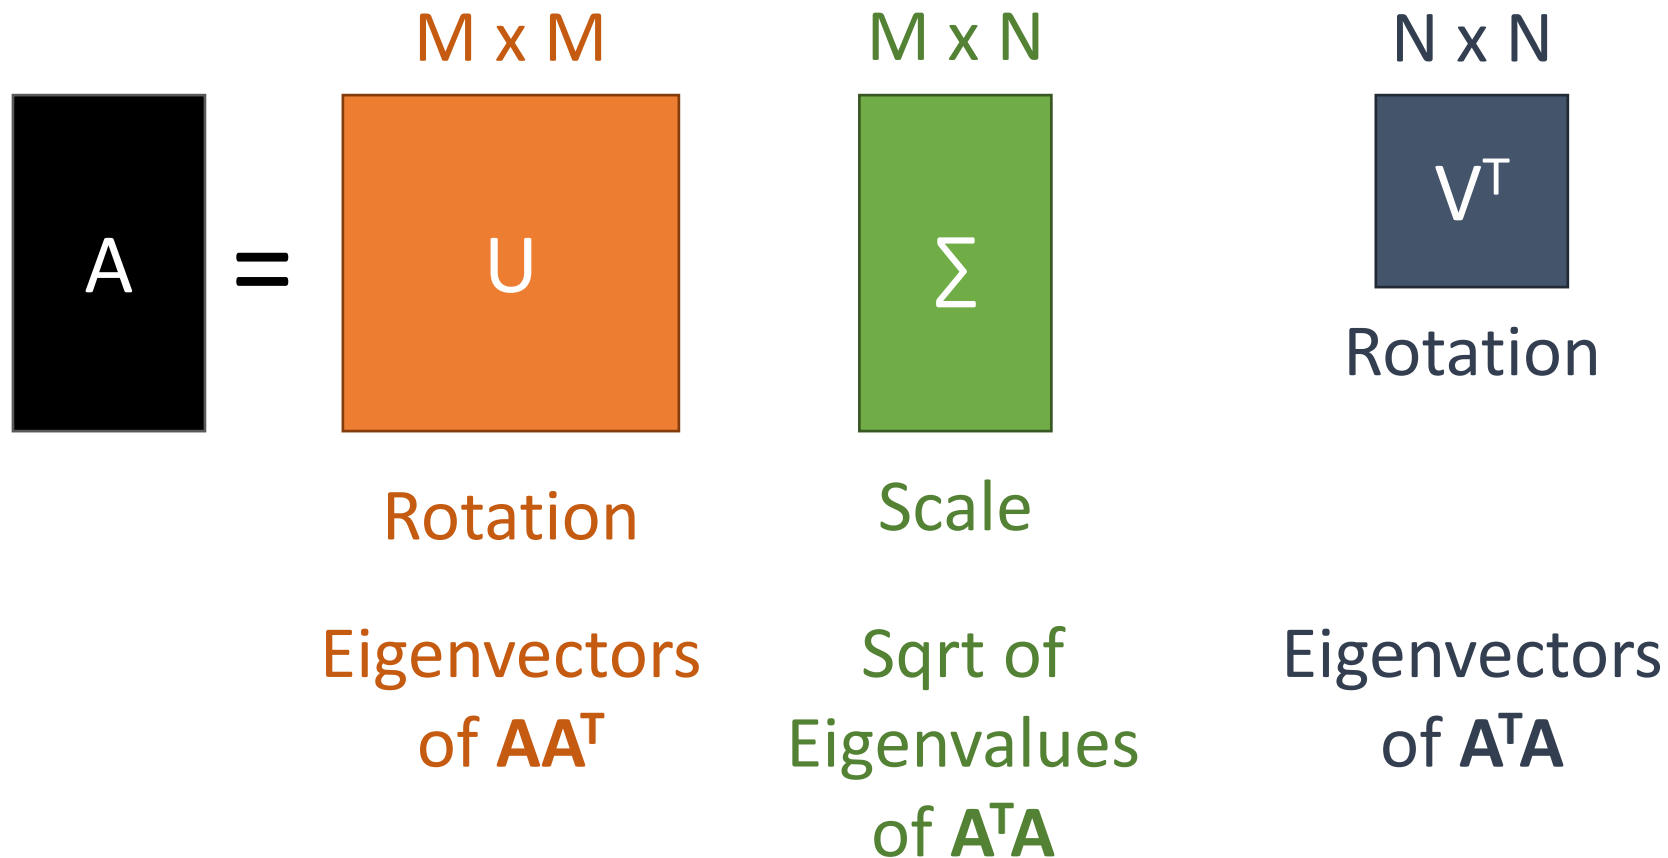 M x M
M x N
N x N
A
=
U
Σ
Vᵀ
Rotation
Scale
Rotation
Eigenvectors
of AAᵀ
Sqrt of
Eigenvalues
of AᵀA
Eigenvectors
of AᵀA